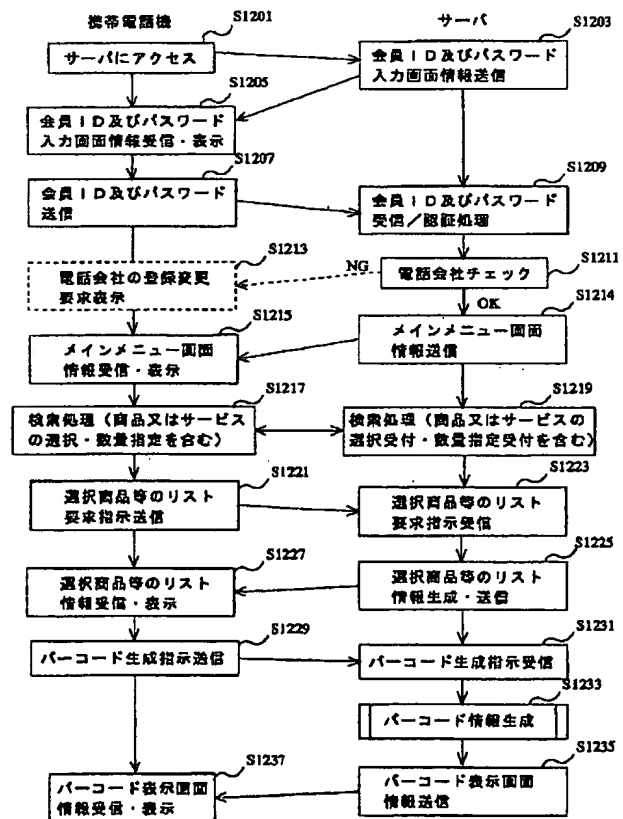 携帯電話機
サーバ
S1201
サーバにアクセス
S1203
会員ID及びパスワード
入力画面情報送信
S1205
会員ID及びパスワード
入力画面情報受信・表示
S1207
会員ID及びパスワード
送信
S1209
会員ID及びパスワード
受信/認証処理
S1211
電話会社チェック
NG
OK
S1213
電話会社の登録変更
要求表示
S1214
メインメニュー画面
情報送信
S1215
メインメニュー画面
情報受信・表示
S1217
検索処理(商品又はサービス
の選択・数量指定を含む)
S1219
検索処理(商品又はサービスの
選択受付・数量指定受付を含む)
S1221
選択商品等のリスト
要求指示送信
S1223
選択商品等のリスト
要求指示受信
S1225
選択商品等のリスト
情報生成・送信
S1227
選択商品等のリスト
情報受信・表示
S1229
バーコード生成指示送信
S1231
バーコード生成指示受信
S1233
バーコード情報生成
S1235
バーコード表示画面
情報送信
S1237
バーコード表示画面
情報受信・表示